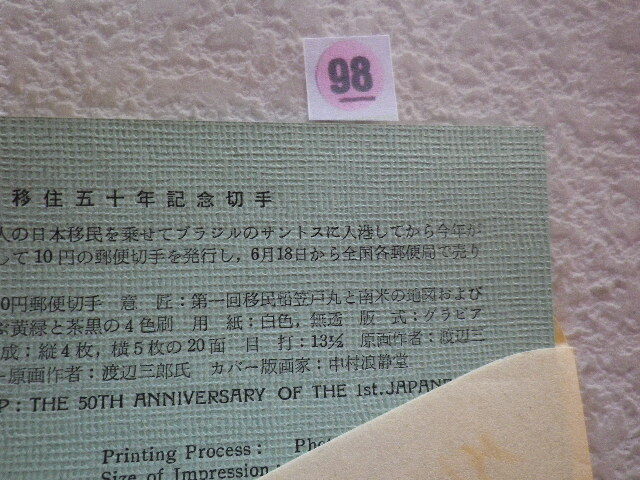 98
移住五十年記念切手
人の日本移民を乗せてブラジルのサントスに入港してから今年が
して10円の郵便切手を発行し，6月18日から全国各郵便局で売り
0円郵便切手 意 匠：第一回移民船笠戸丸と南米の地図および
黄緑と茶黒の4色刷 用 紙：白色，無透 版 式：グラビア
成：縦4枚，横5枚の20面 目 打：13½ 原画作者：渡辺三
原画作者：渡辺三郎氏 カバー版画家：中村浪静堂
P: THE 50TH ANNIVERSARY OF THE 1st. JAPANE
Printing Process: Pho
Size of Impression: